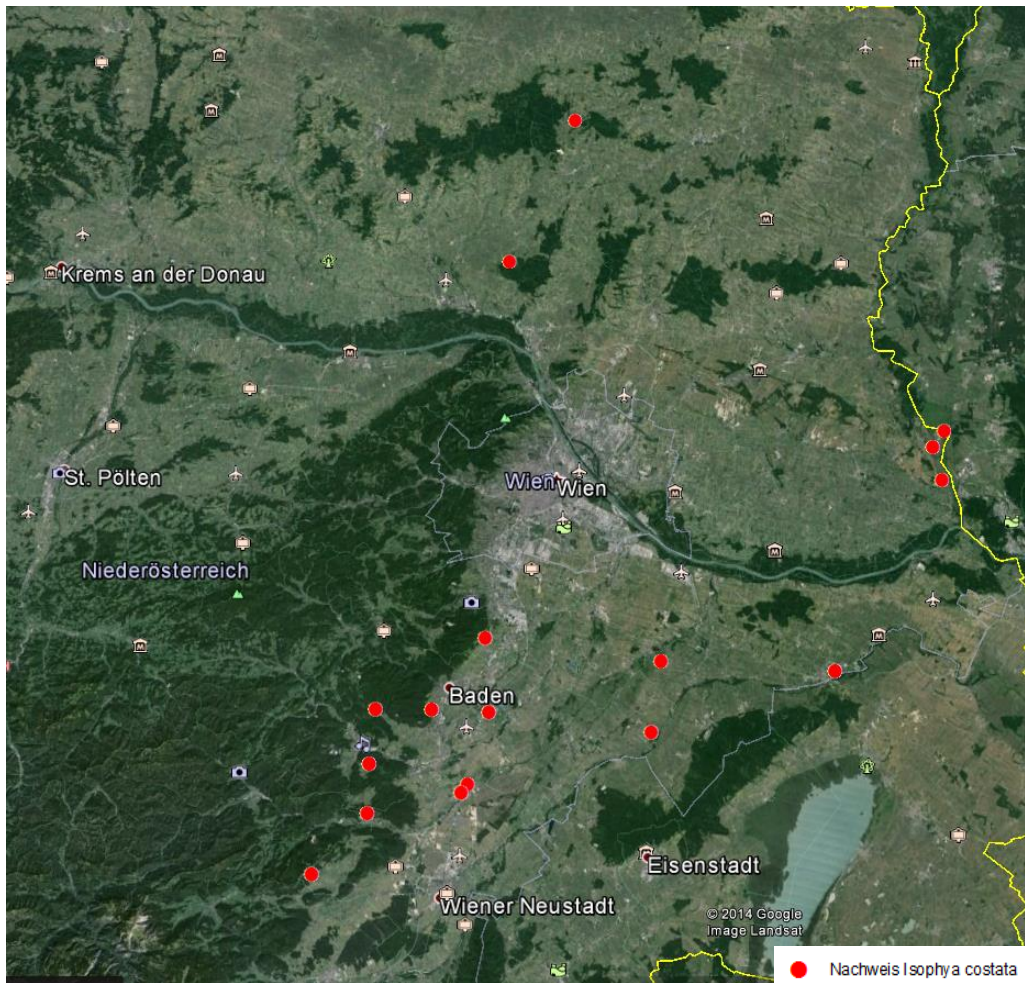 Krems an der Donau
St. Pölten
Wien
Wien
Niederösterreich
Baden
Eisenstadt
Wiener Neustadt
© 2014 Google
Image Landsat
Nachweis Isophya costata